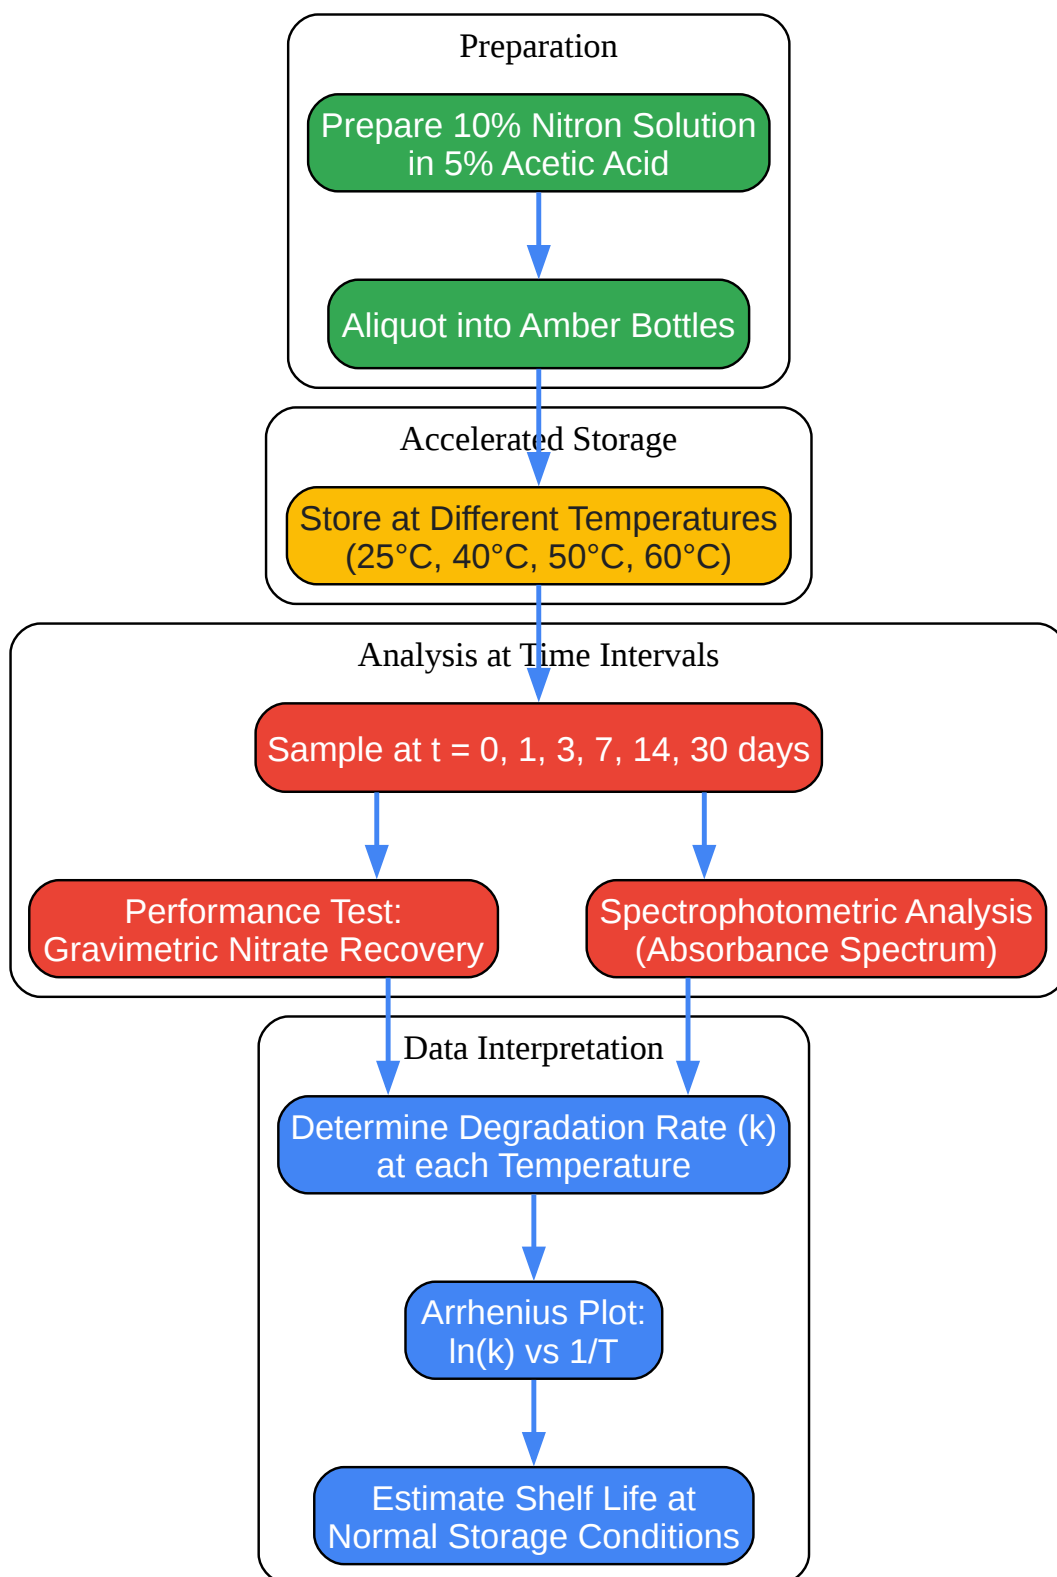 Preparation
Prepare 10% Nitron Solution
in 5% Acetic Acid
Aliquot into Amber Bottles
Accelerated Storage
Store at Different Temperatures
(25°C, 40°C, 50°C, 60°C)
Analysis at Time Intervals
Sample at t = 0, 1, 3, 7, 14, 30 days
Performance Test:
Gravimetric Nitrate Recovery
Spectrophotometric Analysis
(Absorbance Spectrum)
Data Interpretation
Determine Degradation Rate (k)
at each Temperature
Arrhenius Plot:
ln(k) vs 1/T
Estimate Shelf Life at
Normal Storage Conditions